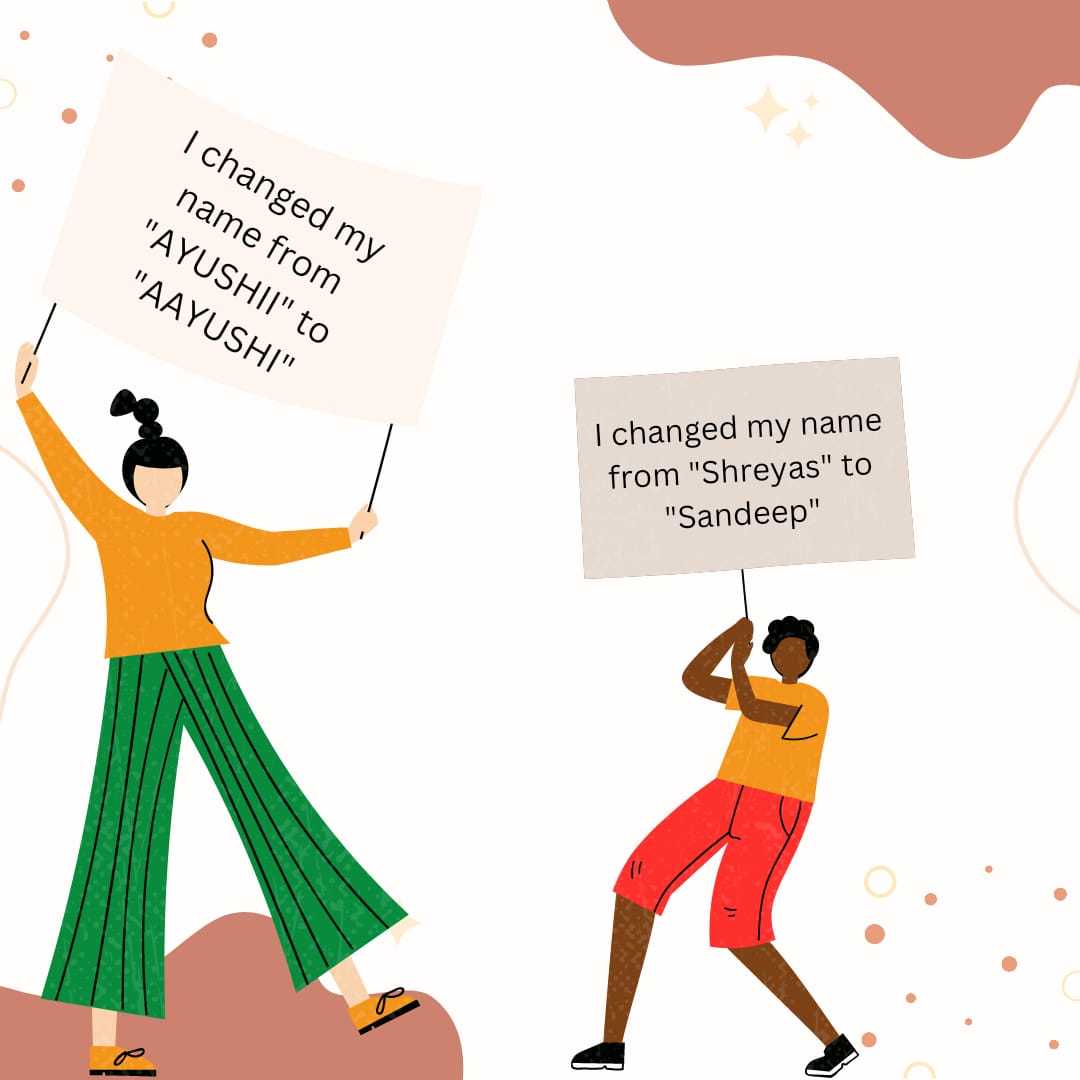 I changed my
name from
"AYUSHII" to
"AAYUSHI"
I changed my name
from "Shreyas" to
"Sandeep"